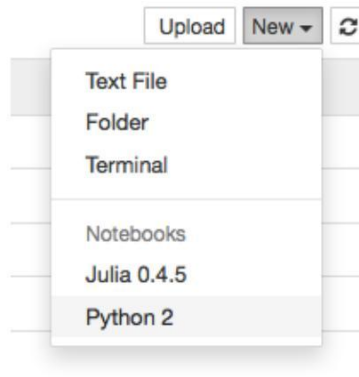 Upload New
Text File
Folder
Terminal
Notebooks
Julia 0.4.5
Python 2